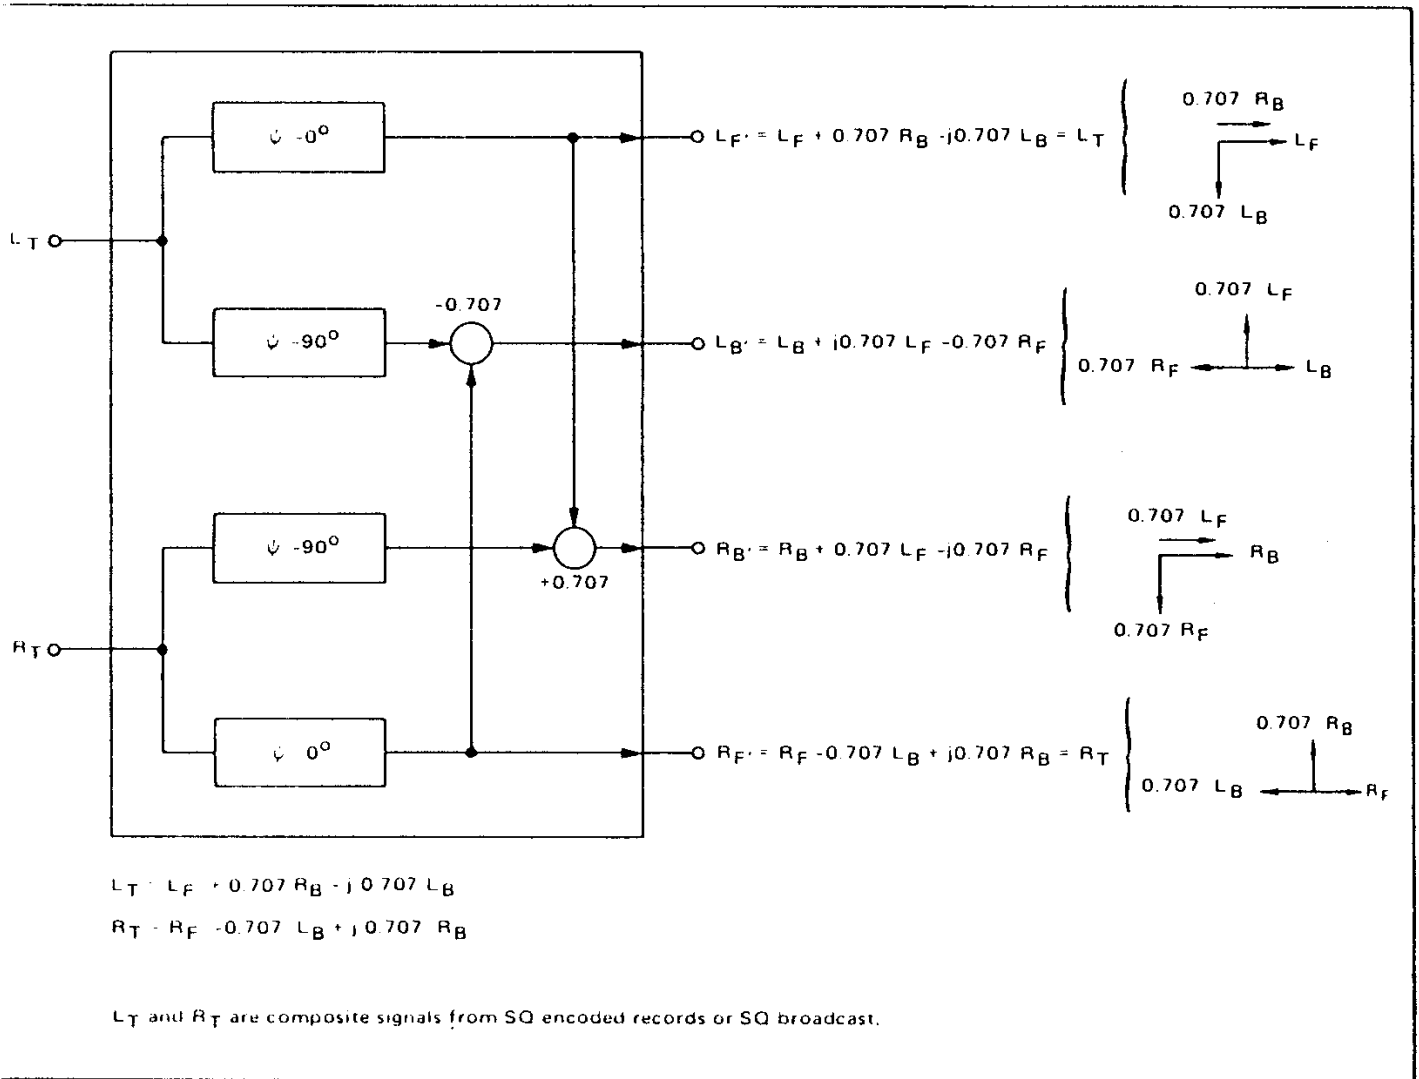 ψ -0°
L_F' = L_F + 0.707 R_B -j0.707 L_B = L_T
0.707 R_B
L_F
0.707 L_B
L_T
-0.707
ψ -90°
L_B' = L_B + j0.707 L_F -0.707 R_F
0.707 L_F
0.707 R_F
L_B
ψ -90°
+0.707
R_B' = R_B + 0.707 L_F -j0.707 R_F
0.707 L_F
R_B
0.707 R_F
R_T
ψ 0°
R_F' = R_F -0.707 L_B + j0.707 R_B = R_T
0.707 R_B
0.707 L_B
R_F
L_T - L_F + 0.707 R_B - j 0.707 L_B
R_T - R_F -0.707 L_B + j 0.707 R_B
L_T and R_T are composite signals from SQ encoded records or SQ broadcast.